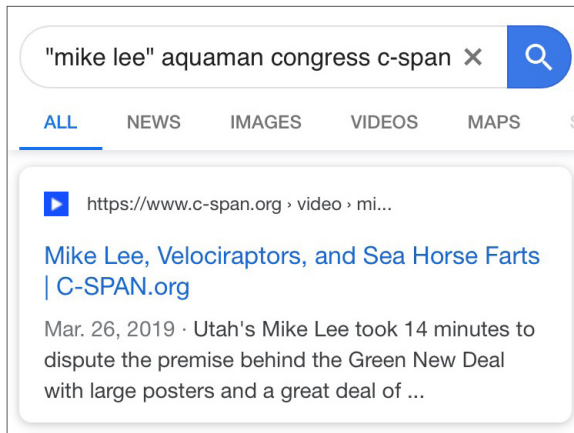 "mike lee" aquaman congress c-span
ALL NEWS IMAGES VIDEOS MAPS
https://www.c-span.org › video › mi...
Mike Lee, Velociraptors, and Sea Horse Farts
| C-SPAN.org
Mar. 26, 2019 · Utah's Mike Lee took 14 minutes to
dispute the premise behind the Green New Deal
with large posters and a great deal of ...